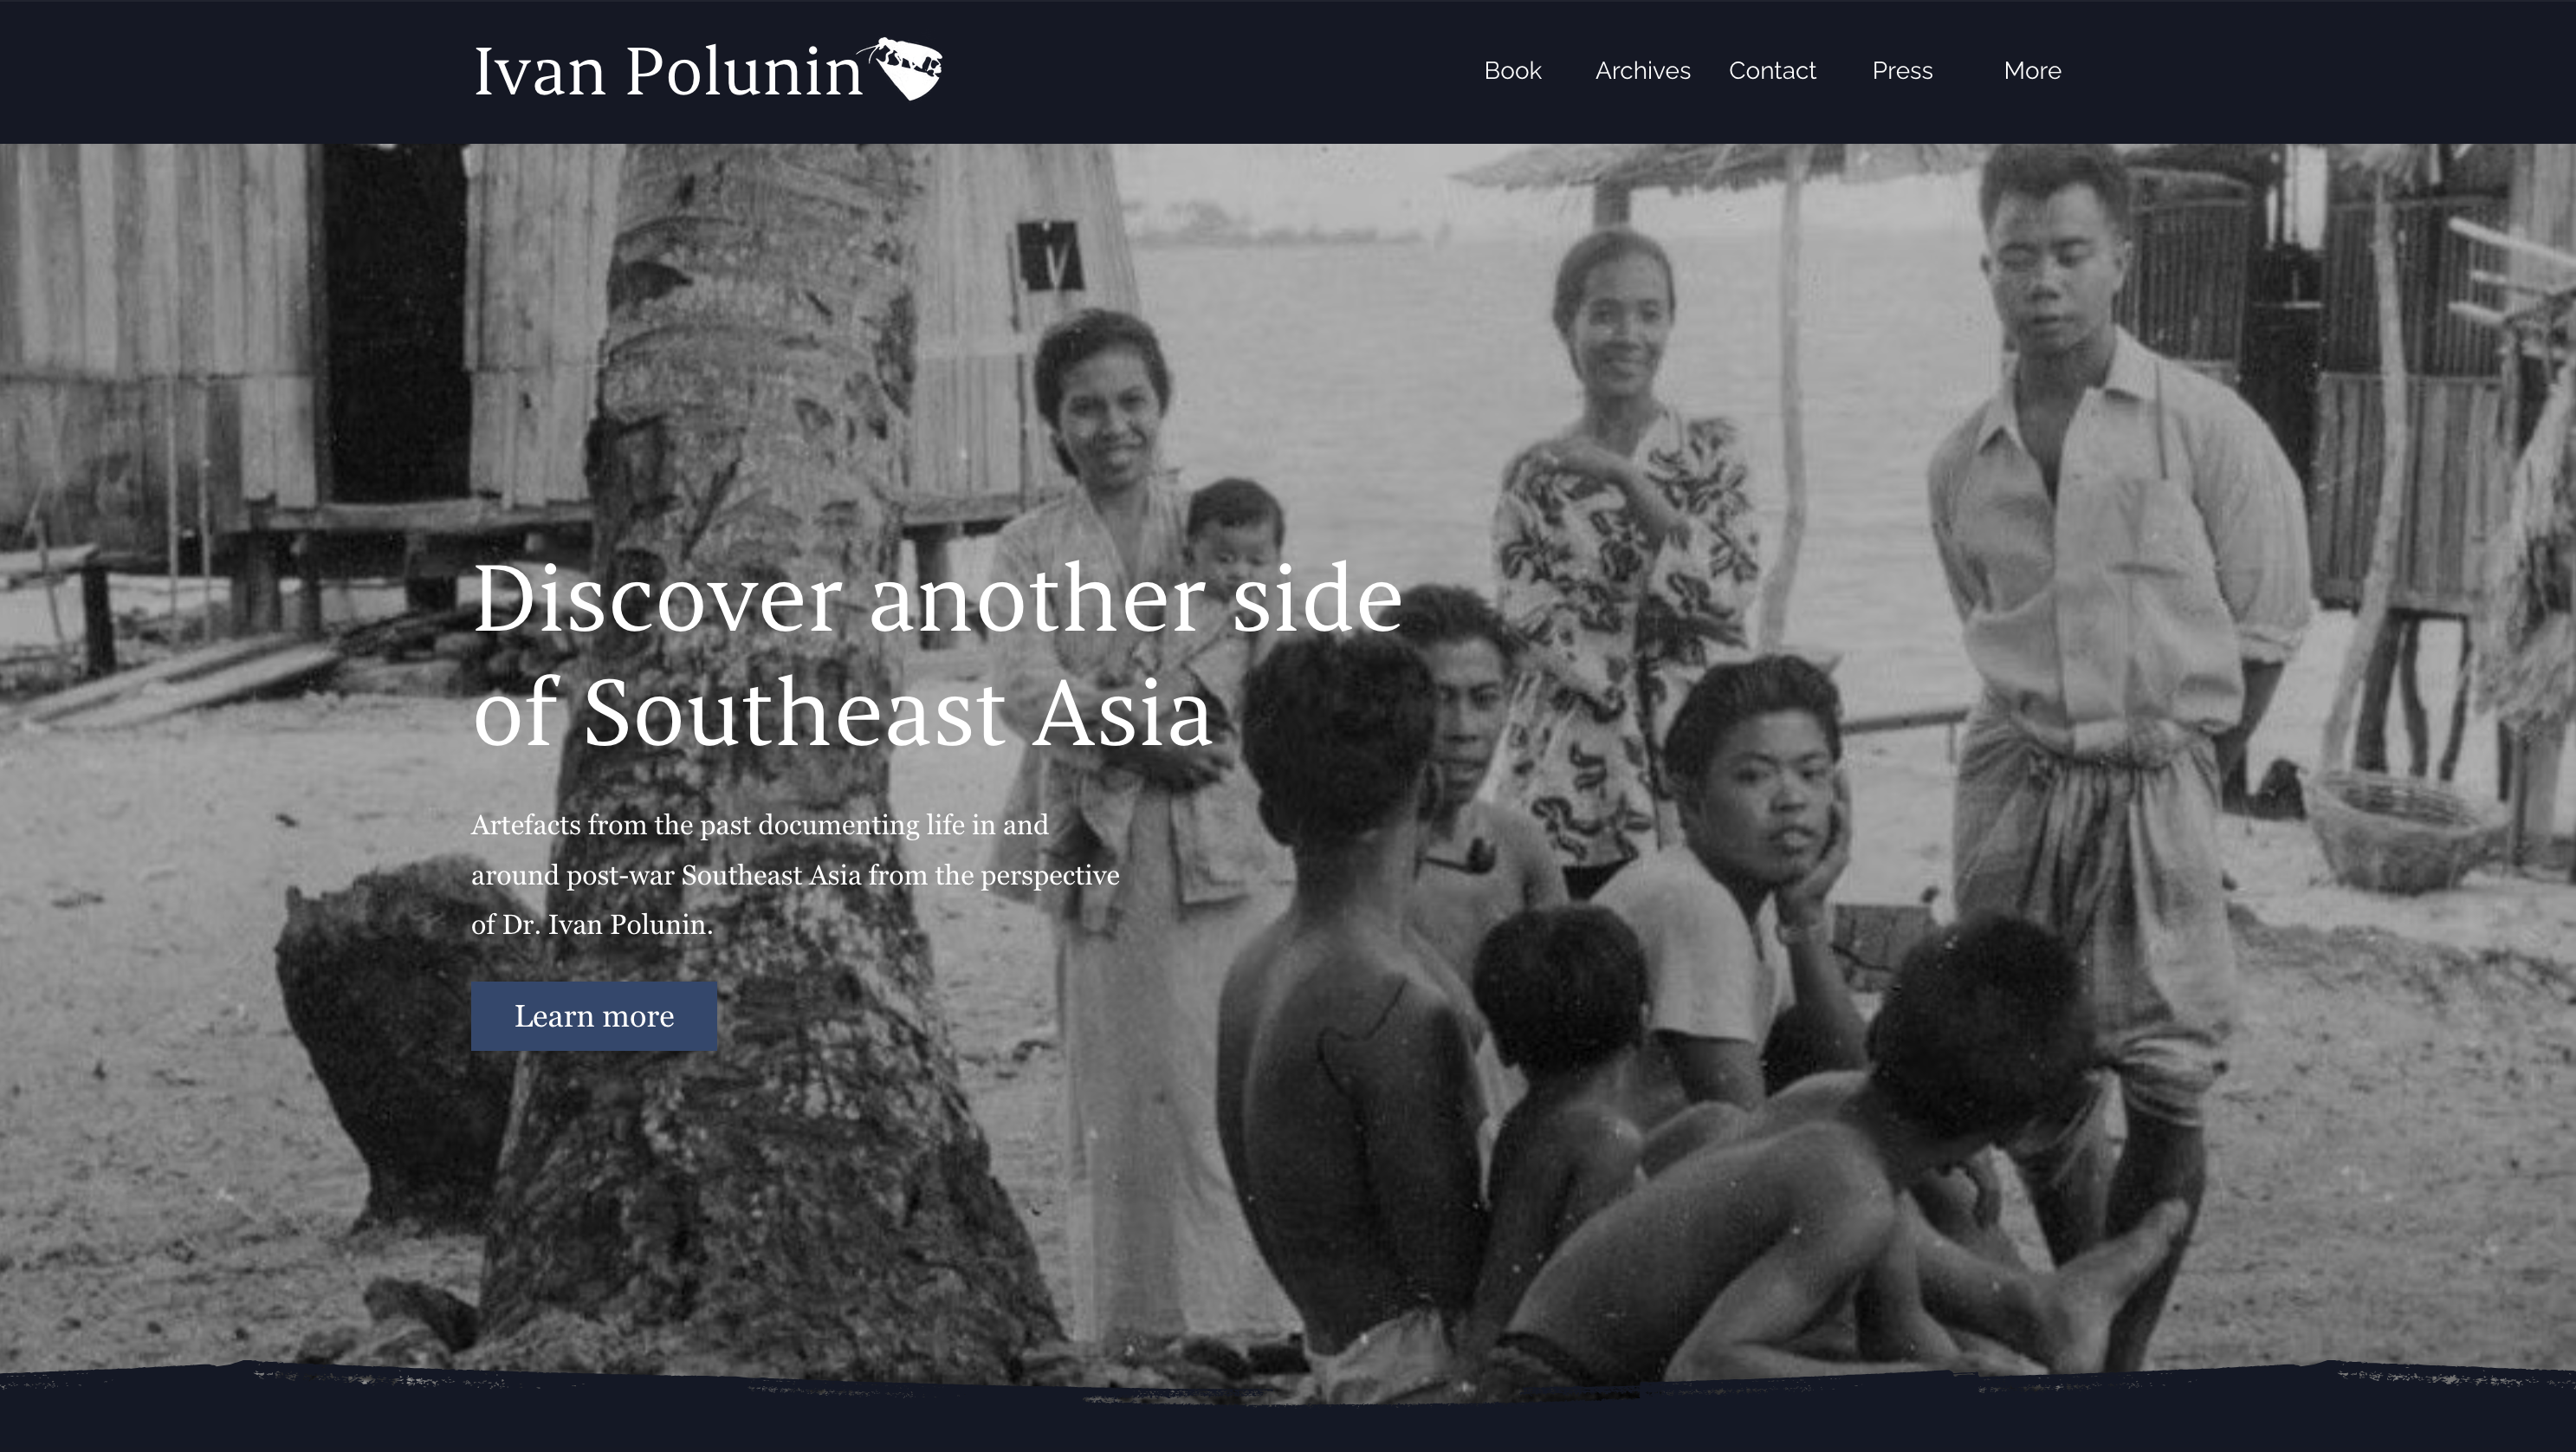 Ivan Polunin
Book Archives Contact Press More
Discover another side
of Southeast Asia
Artefacts from the past documenting life in and
around post-war Southeast Asia from the perspective
of Dr. Ivan Polunin.
Learn more